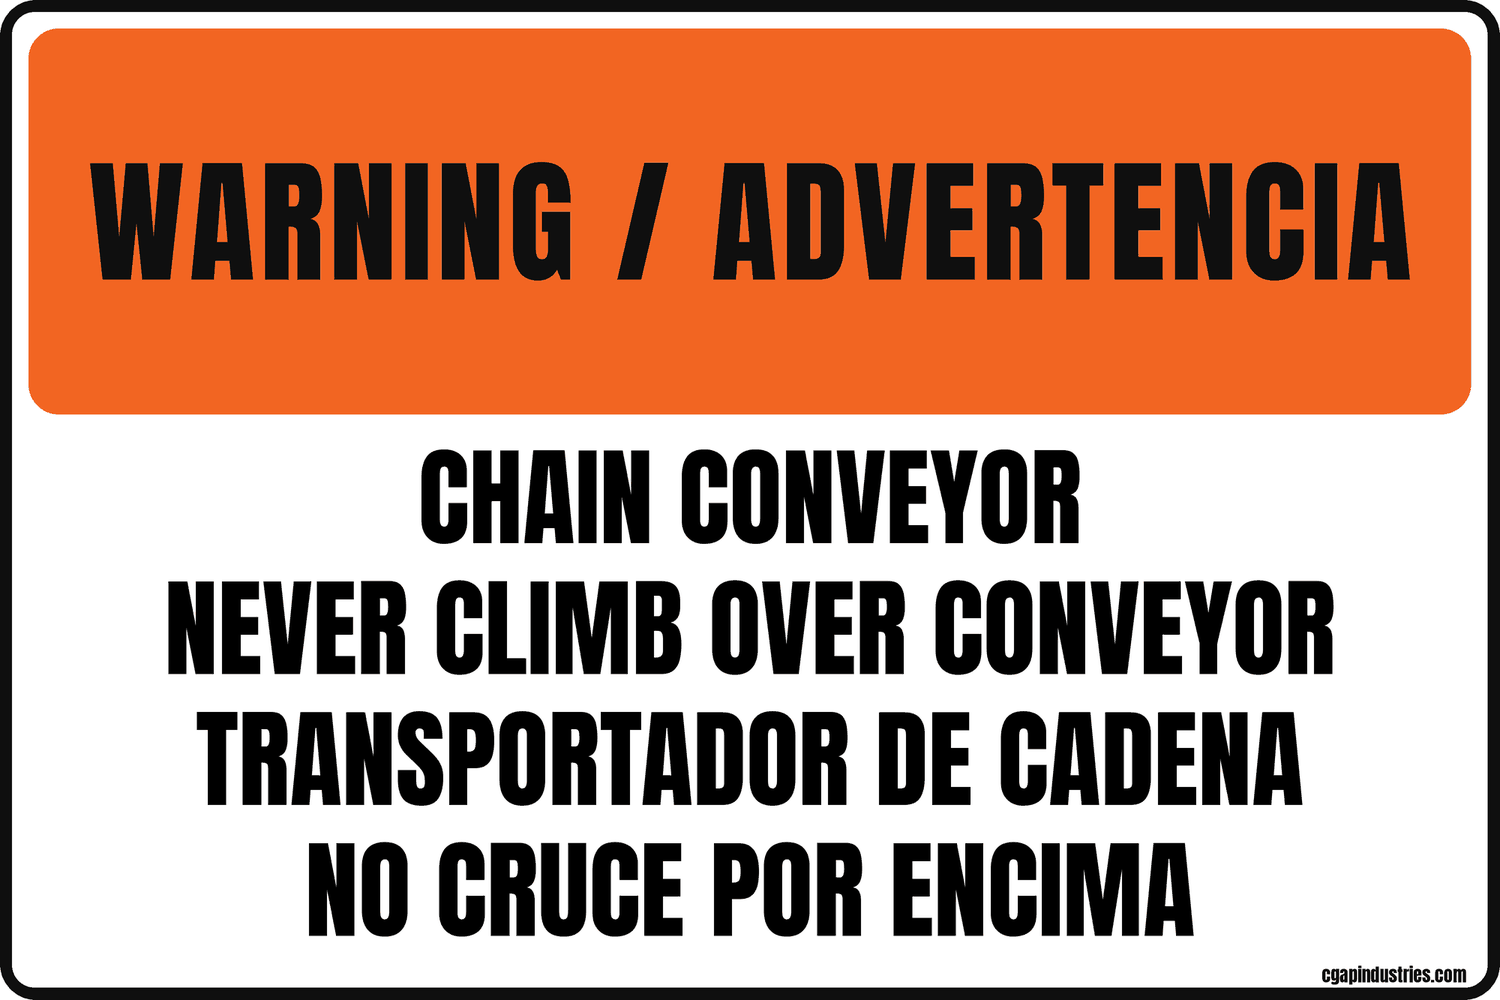 WARNING / ADVERTENCIA
CHAIN CONVEYOR
NEVER CLIMB OVER CONVEYOR
TRANSPORTADOR DE CADENA
NO CRUCE POR ENCIMA
cgapindustries.com